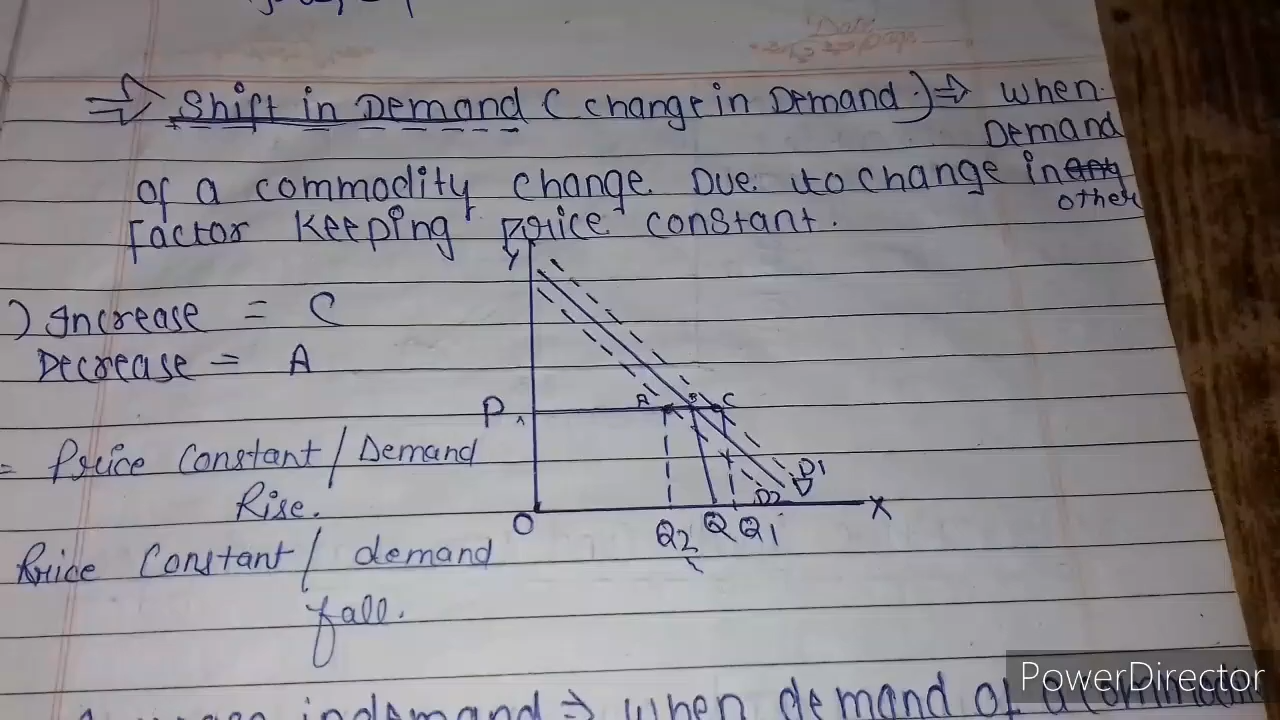 ⇒ Shift in Demand (change in Demand.) ⇒ when
Demand
of a commodity change Due to change in
other
Factor Keeping price constant.
Y
) Increase = C
Decrease = A
P
A B C
= Price Constant / Demand
Rise.
D1
D
D2
O
X
Q2 Q Q1
Price Constant / demand
fall.
in demand ⇒ when demand of a
PowerDirector